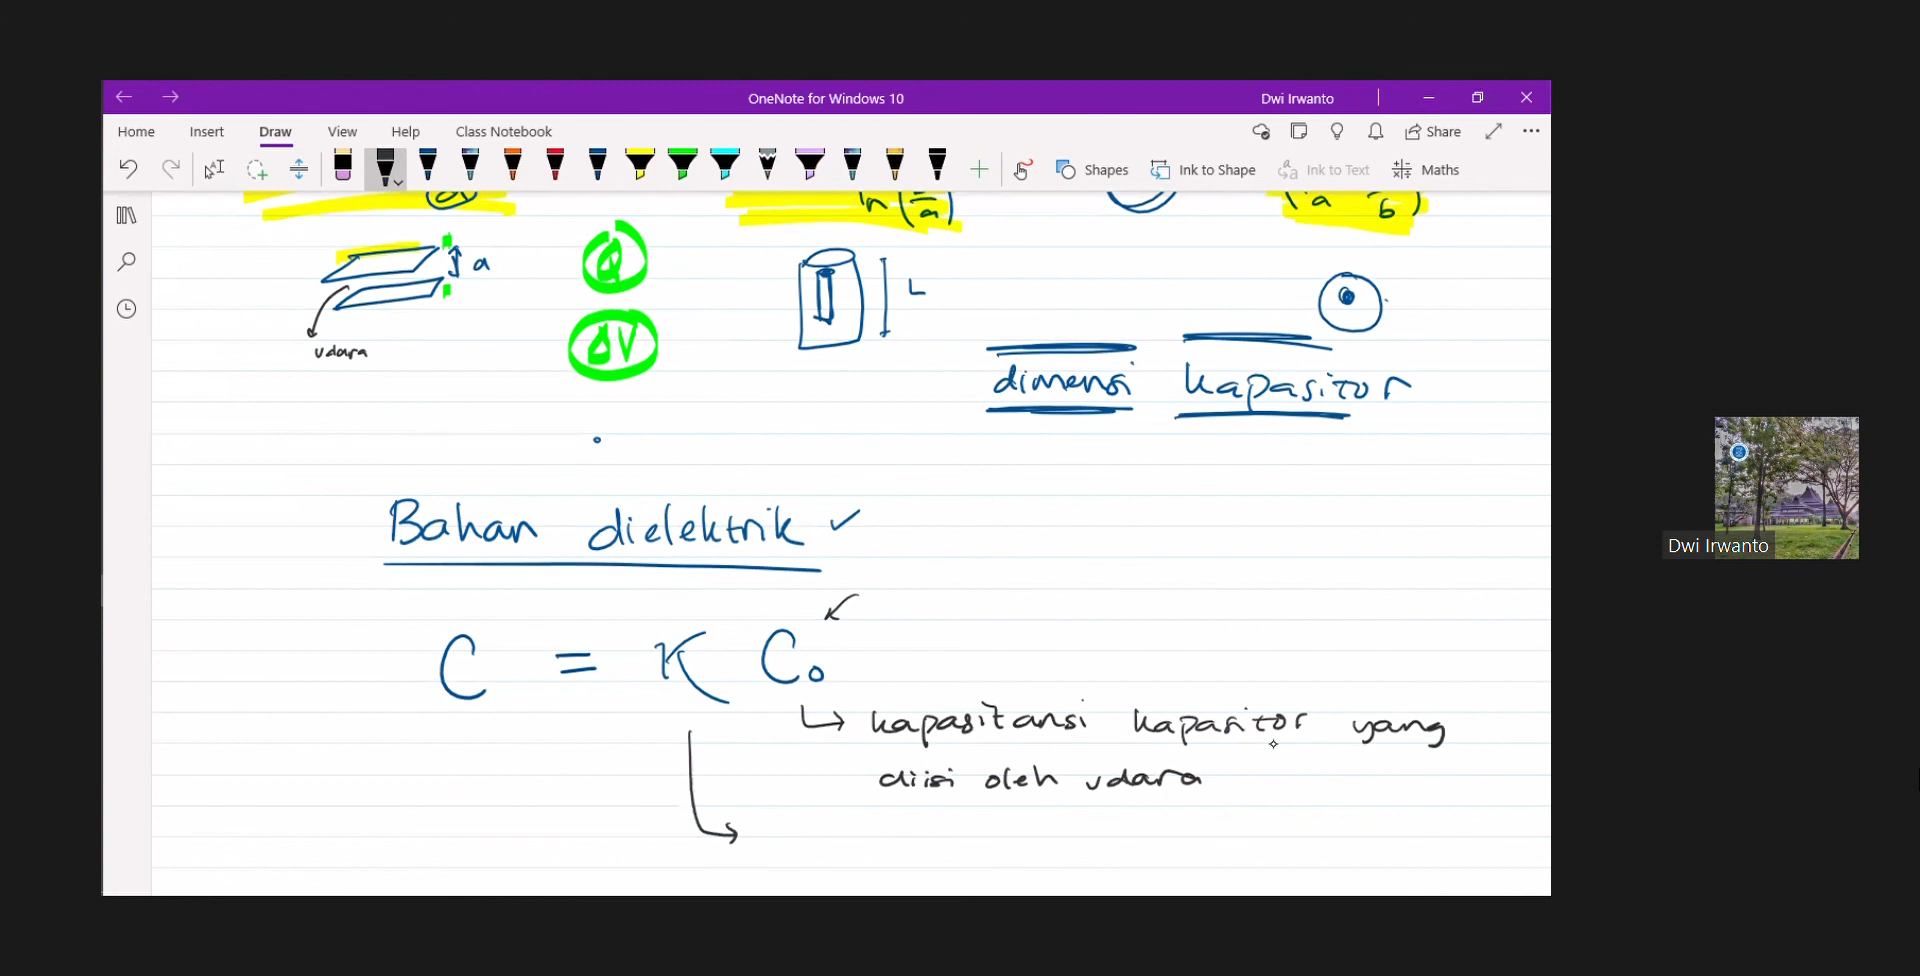 OneNote for Windows 10
Dwi Irwanto
Home Insert Draw View Help Class Notebook
Share
Shapes Ink to Shape Ink to Text Maths
a
Q
L
udara
ΔV
dimensi kapasitor
Bahan dielektrik ✓
C = K C₀
↳ kapasitansi kapasitor yang
diisi oleh udara
Dwi Irwanto